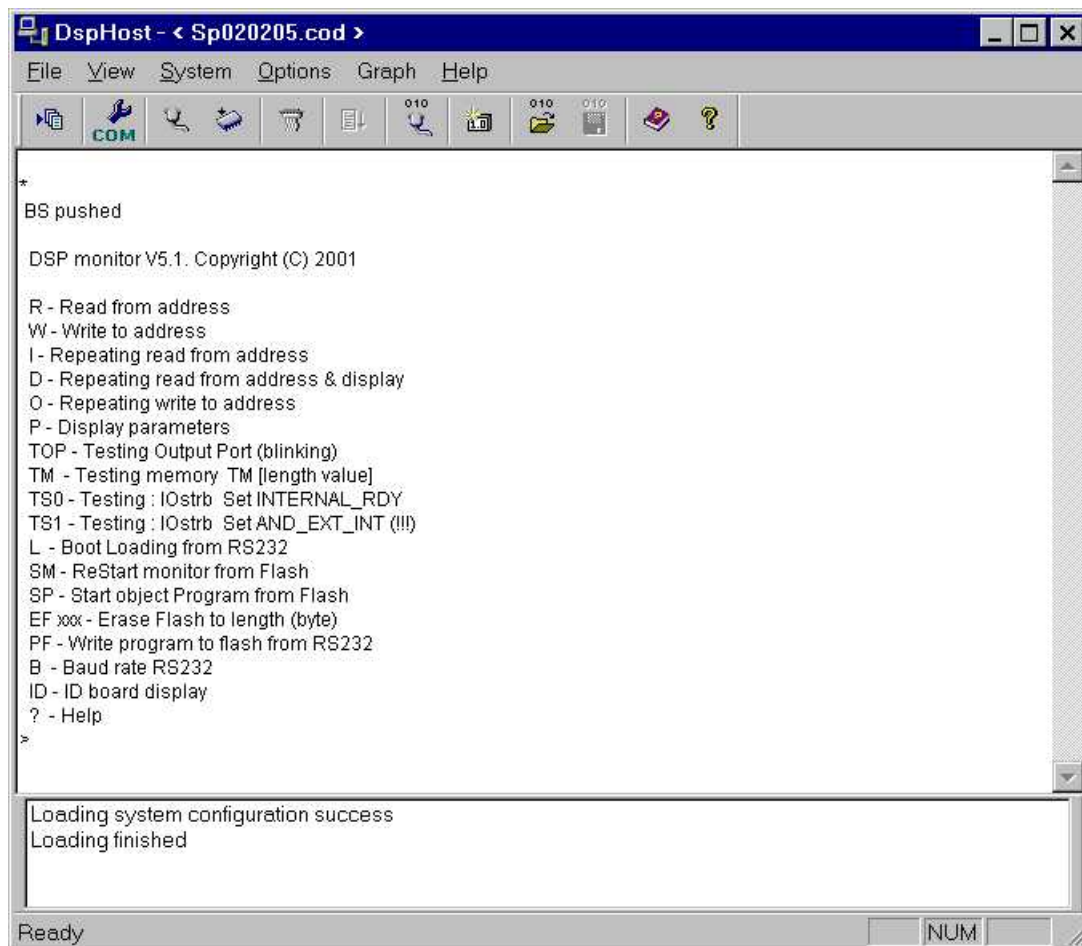 DspHost - < Sp020205.cod >
File View System Options Graph Help
010 010 010
COM
*
BS pushed
DSP monitor V5.1. Copyright (C) 2001
R - Read from address
W - Write to address
I - Repeating read from address
D - Repeating read from address & display
O - Repeating write to address
P - Display parameters
TOP - Testing Output Port (blinking)
TM - Testing memory TM [length value]
TS0 - Testing : IOstrb Set INTERNAL_RDY
TS1 - Testing : IOstrb Set AND_EXT_INT (!!!)
L - Boot Loading from RS232
SM - ReStart monitor from Flash
SP - Start object Program from Flash
EF xxx - Erase Flash to length (byte)
PF - Write program to flash from RS232
B - Baud rate RS232
ID - ID board display
? - Help
>
Loading system configuration success
Loading finished
Ready NUM